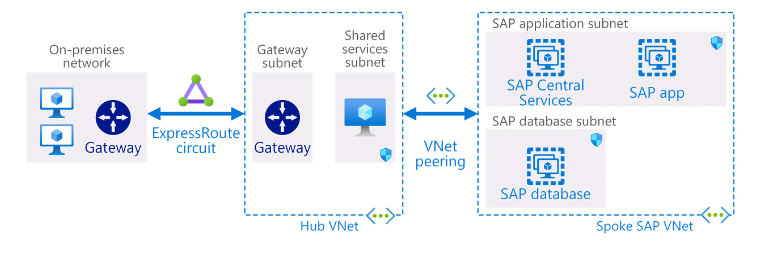 On-premises
network
Gateway
ExpressRoute
circuit
Gateway
subnet
Gateway
Shared
services
subnet
Hub VNet
VNet
peering
SAP application subnet
SAP Central
Services
SAP app
SAP database subnet
SAP database
Spoke SAP VNet